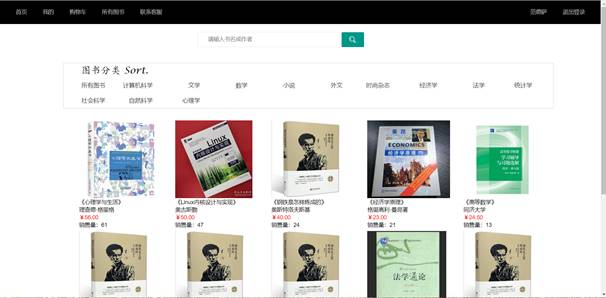 首页 我的 购物车 所有图书 联系客服 退出登录
请输入书名或作者
图书分类 Sort.
所有图书 计算机科学 文学 数学 小说 外文 时尚杂志 经济学 法学 统计学
社会科学 自然科学 心理学
ECONOMICS
经济学原理
Linux
法学通论
《心理学与生活》 《Linux内核设计与实现》 《钢铁是怎样炼成的》 《经济学原理》 《高等数学》
理查德·格里格 奥斯特洛夫斯基 格里高利·曼昆著 同济大学
￥56.00 ￥50.00 ￥40.00 ￥23.00 ￥24.50
销售量：61 销售量：47 销售量：24 销售量：21 销售量：13